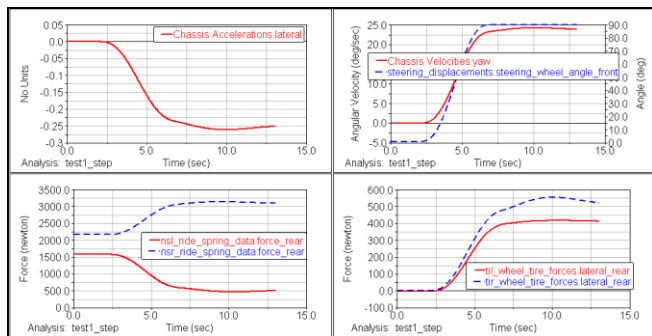 0.05
0.0
-0.05
-0.1
-0.15
-0.2
-0.25
-0.3
No Units
Chassis Accelerations.lateral
0.0
5.0
10.0
15.0
Analysis: test1_step
Time (sec)
25.0
20.0
15.0
5.0
0.0
-5.0
Angular Velocity (deg/sec)
Chassis Velocities.yaw
steering_displacements.steering_wheel_angle_front
90.0
80.0
70.0
40.0
30.0
20.0
10.0
0.0
Angle (deg)
0.0
5.0
10.0
15.0
Analysis: test1_step
Time (sec)
3500.0
3000.0
2500.0
2000.0
1500.0
1000.0
500.0
0.0
Force (newton)
nsl_ride_spring_data.force_rear
nsr_ride_spring_data.force_rear
0.0
5.0
10.0
15.0
Analysis: test1_step
Time (sec)
600.0
500.0
400.0
300.0
200.0
100.0
0.0
-100.0
Force (newton)
til_wheel_tire_forces.lateral_rear
tir_wheel_tire_forces.lateral_rear
0.0
5.0
10.0
15.0
Analysis: test1_step
Time (sec)